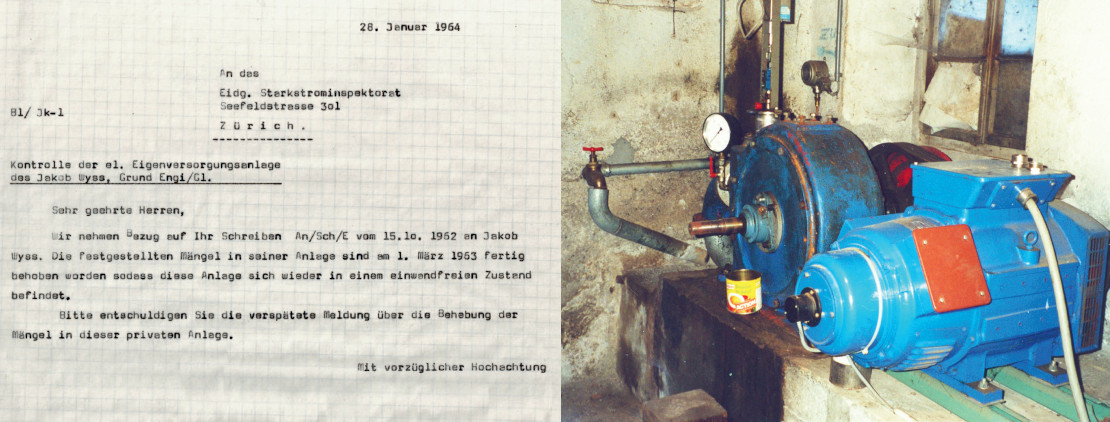 28. Januar 1964
An das
Eidg. Starkstrominspektorat
Seefeldstrasse 3o1
Bl/ Jk-l
Z ü r i c h .
Kontrolle der el. Eigenversorgungsanlage
des Jakob Wyss, Grund Engi/Gl.
Sehr geehrte Herren,
Wir nehmen Bezug auf Ihr Schreiben An/Sch/E vom 15.1o. 1962 an Jakob
Wyss. Die festgestellten Mängel in seiner Anlage sind am 1. März 1963 fertig
behoben worden sodass diese Anlage sich wieder in einem einwandfreien Zustand
befindet.
Bitte entschuldigen Sie die verspätete Meldung über die Behebung der
Mängel in dieser privaten Anlage.
Mit vorzüglicher Hochachtung